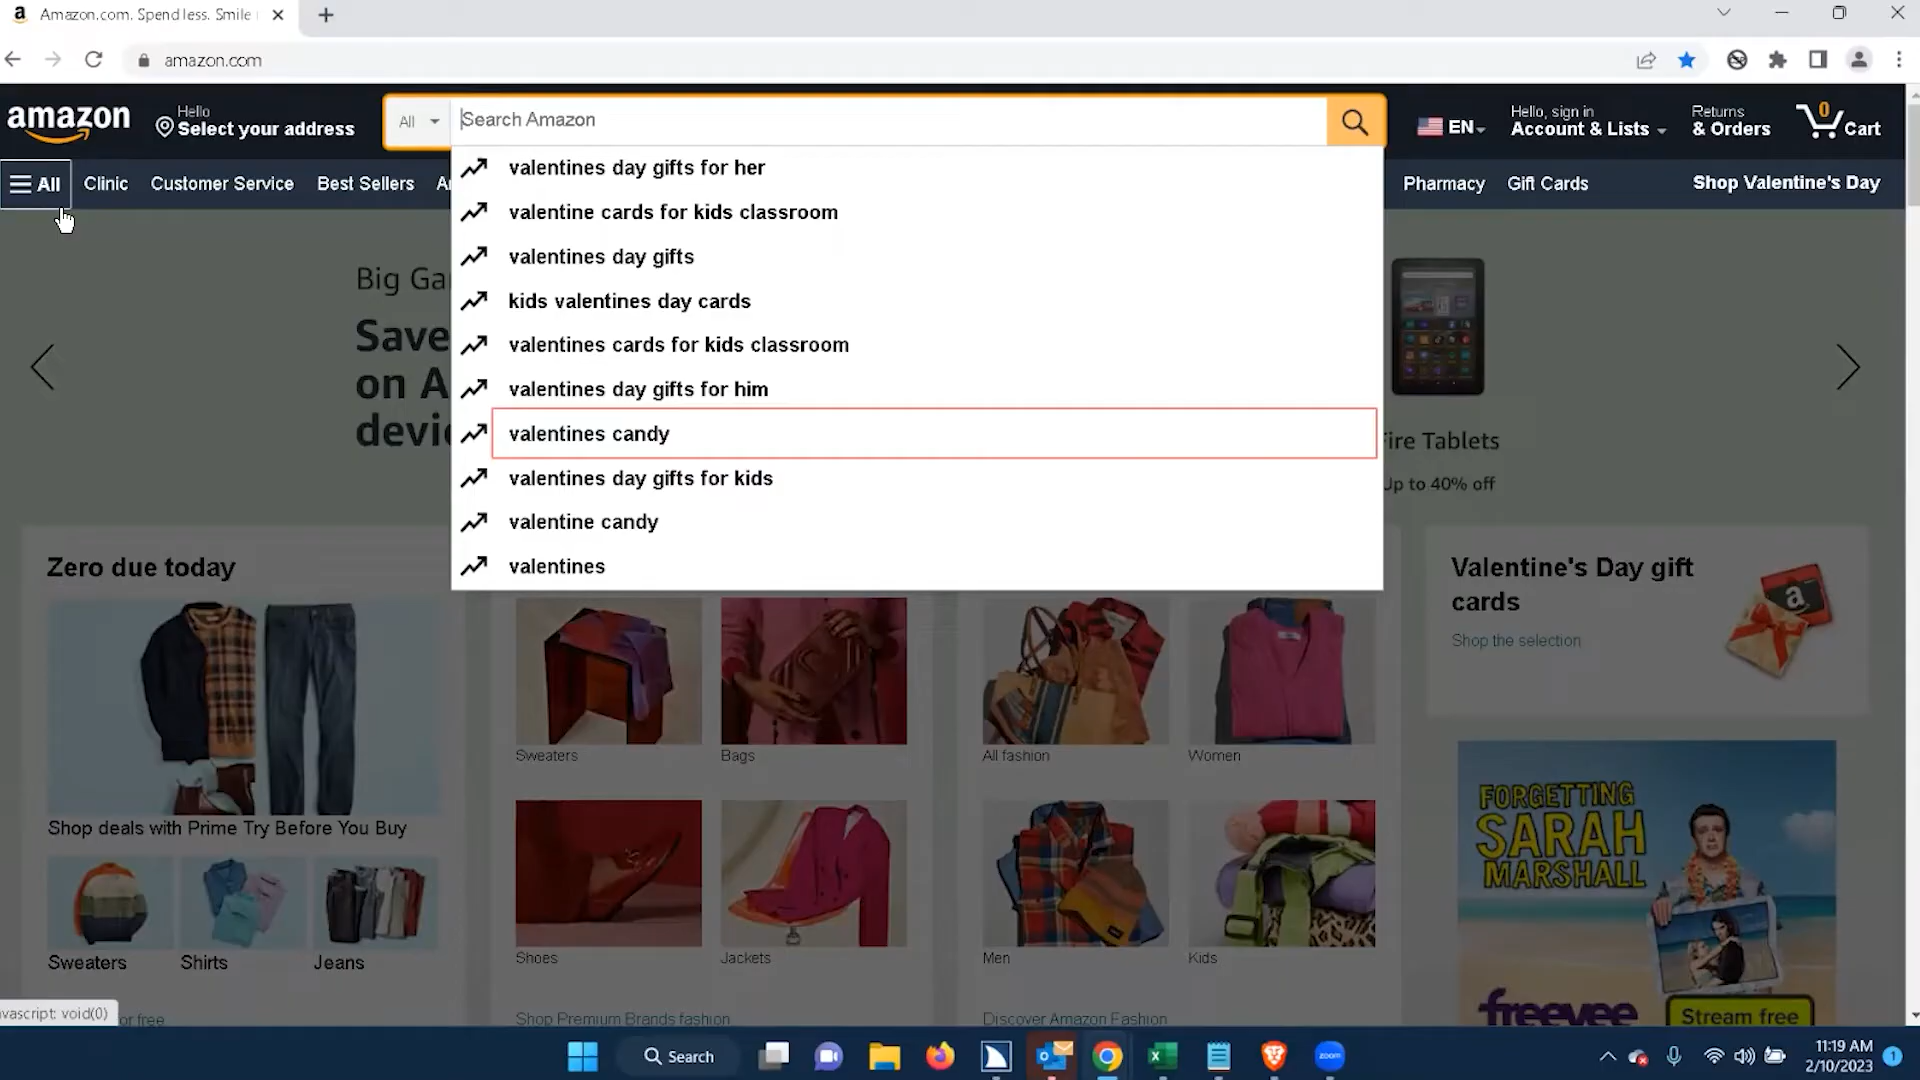 Amazon.com. Spend less. Smile
amazon.com
amazon
Hello
Select your address
All
Search Amazon
EN
Hello, sign in
Account & Lists
Returns
& Orders
0
Cart
All
Clinic
Customer Service
Best Sellers
Pharmacy
Gift Cards
Shop Valentine's Day
valentines day gifts for her
valentine cards for kids classroom
valentines day gifts
kids valentines day cards
valentines cards for kids classroom
valentines day gifts for him
valentines candy
valentines day gifts for kids
valentine candy
valentines
Big Ga
Save
on A
devi
ire Tablets
Up to 40% off
Zero due today
Shop deals with Prime Try Before You Buy
Sweaters
Shirts
Jeans
or free
Sweaters
Bags
Shoes
Jackets
Shop Premium Brands fashion
All fashion
Women
Men
Kids
Discover Amazon Fashion
Valentine's Day gift
cards
Shop the selection
a
FORGETTING
SARAH
MARSHALL
freevee
Stream free
avascript: void(0)
Search
zoom
11:19 AM
2/10/2023
1